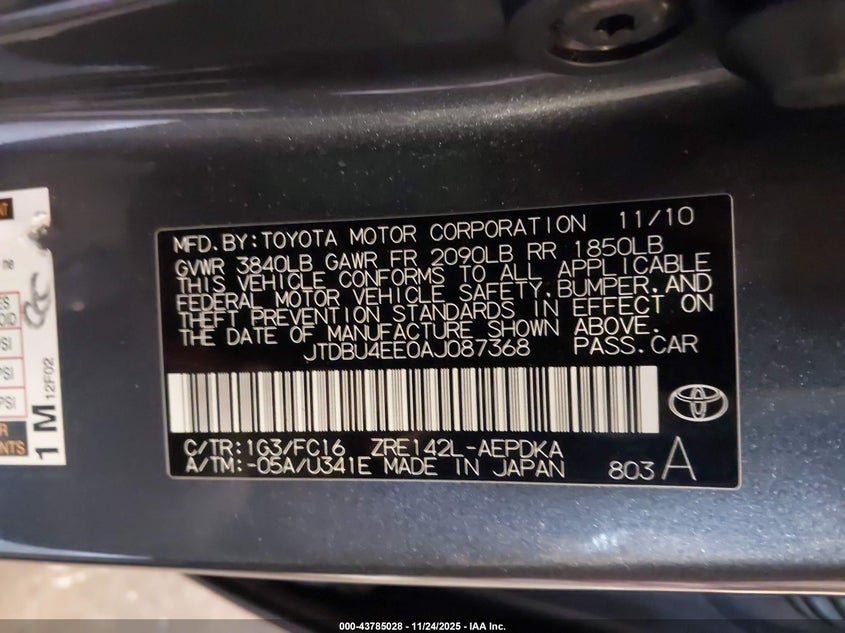 MFD.BY:TOYOTA MOTOR CORPORATION 11/10
GVWR 3840LB GAWR FR 2090LB RR 1850LB
THIS VEHICLE CONFORMS TO ALL APPLICABLE
FEDERAL MOTOR VEHICLE SAFETY,BUMPER,AND
THEFT PREVENTION STANDARDS IN EFFECT ON
THE DATE OF MANUFACTURE SHOWN ABOVE.
JTDBU4EE0AJ087368 PASS.CAR
C/TR:1G3/FC16 ZRE142L-AEPDKA
A/TM:-05A/U341E MADE IN JAPAN 803 A
1 M 12F02
000-43785028 - 11/24/2025 - IAA Inc.